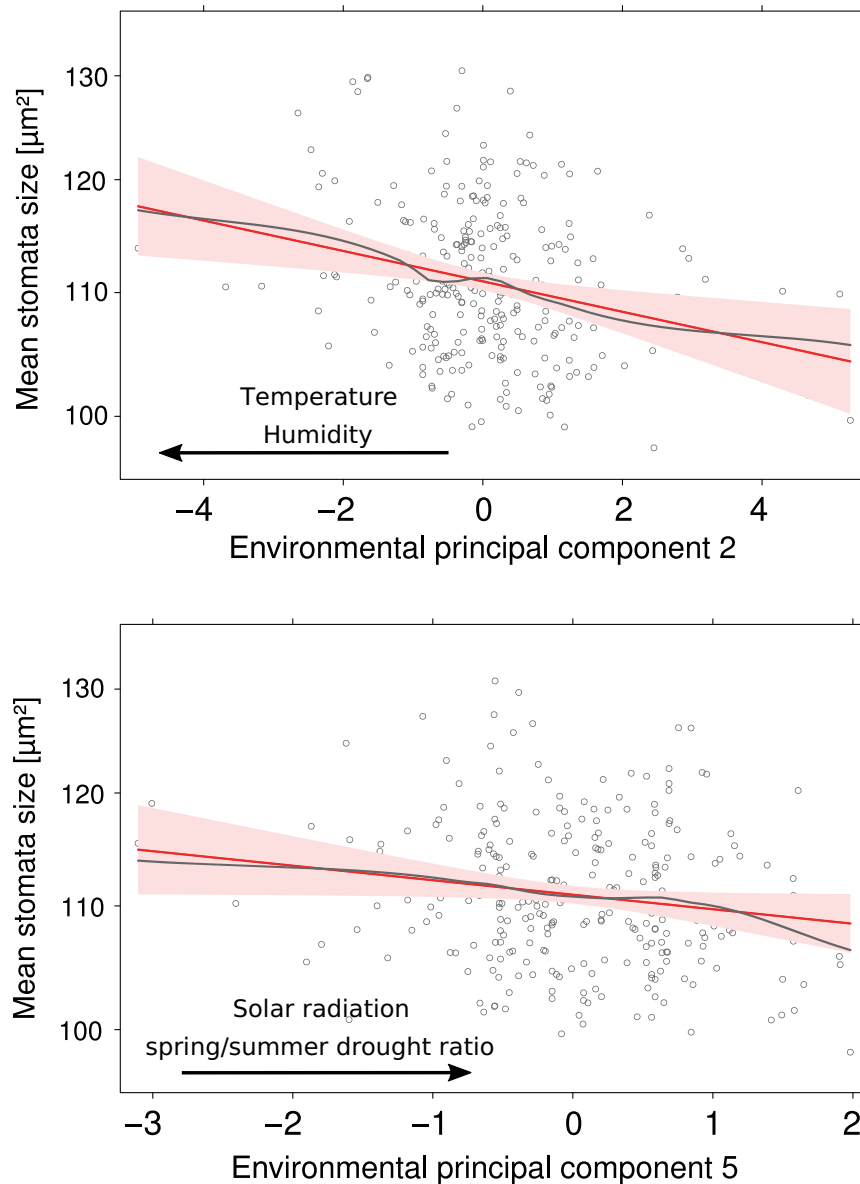 Mean stomata size [µm²]
130
120
110
100
Temperature
Humidity
−4
−2
0
2
4
Environmental principal component 2
Mean stomata size [µm²]
130
120
110
100
Solar radiation
spring/summer drought ratio
−3
−2
−1
0
1
2
Environmental principal component 5